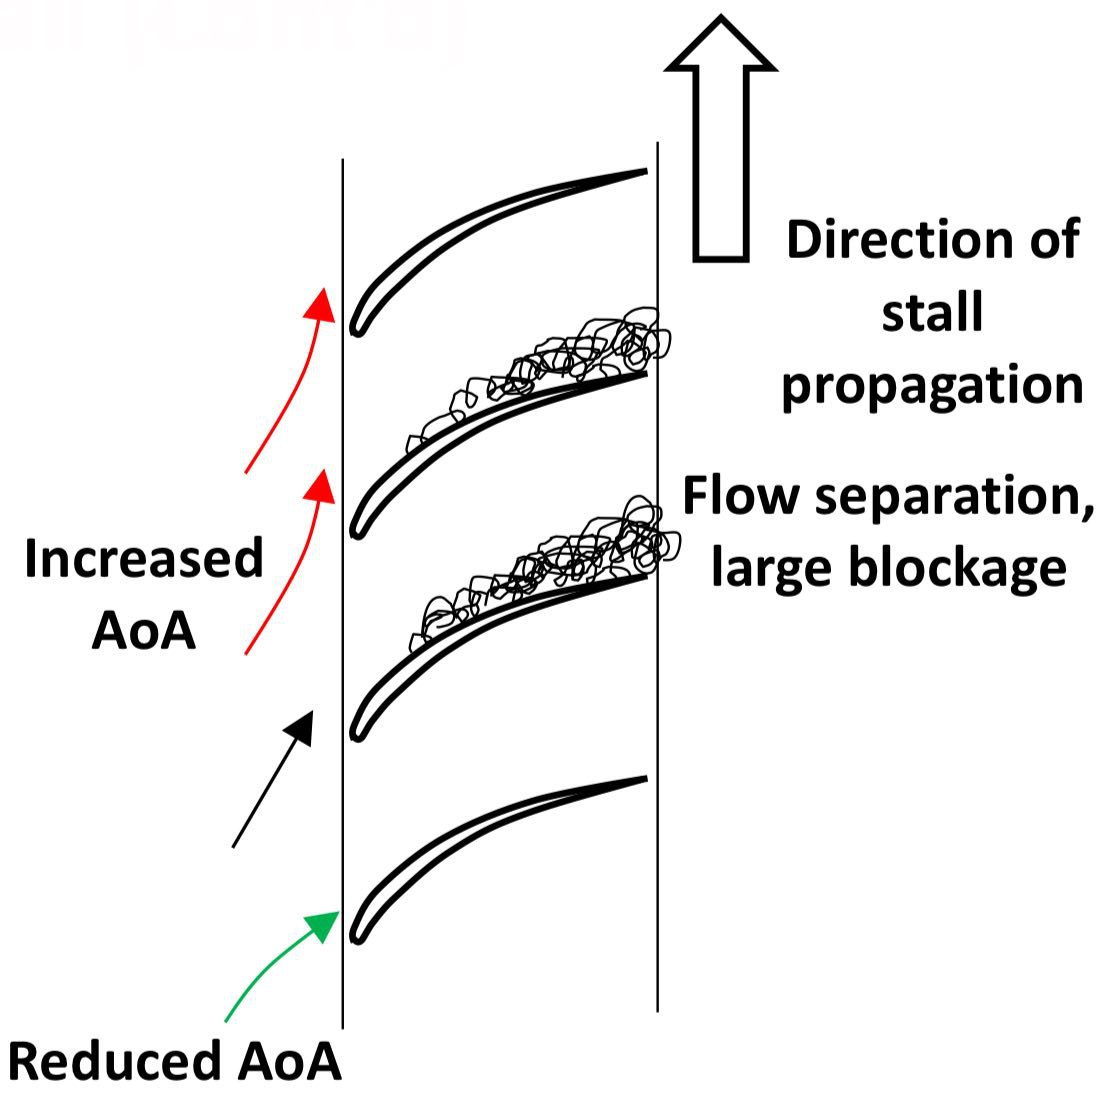 Direction of
stall
propagation
Flow separation,
large blockage
Increased
AoA
Reduced AoA